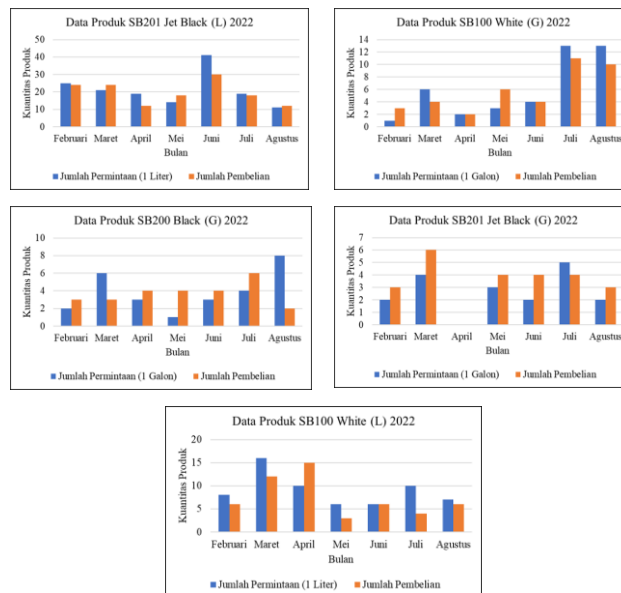 Data Produk SB201 Jet Black (L) 2022
Kuantitas Produk
50
40
30
20
10
0
Februari Maret April Mei Juni Juli Agustus
Bulan
Jumlah Permintaan (1 Liter) Jumlah Pembelian
Data Produk SB100 White (G) 2022
Kuantitas Produk
14
12
10
8
6
4
2
0
Februari Maret April Mei Juni Juli Agustus
Bulan
Jumlah Permintaan (1 Galon) Jumlah Pembelian
Data Produk SB200 Black (G) 2022
Kuantitas Produk
10
8
6
4
2
0
Februari Maret April Mei Juni Juli Agustus
Bulan
Jumlah Permintaan (1 Galon) Jumlah Pembelian
Data Produk SB201 Jet Black (G) 2022
Kuantitas Produk
7
6
5
4
3
2
1
0
Februari Maret April Mei Juni Juli Agustus
Bulan
Jumlah Permintaan (1 Galon) Jumlah Pembelian
Data Produk SB100 White (L) 2022
Kuantitas Produk
20
15
10
5
0
Februari Maret April Mei Juni Juli Agustus
Bulan
Jumlah Permintaan (1 Liter) Jumlah Pembelian